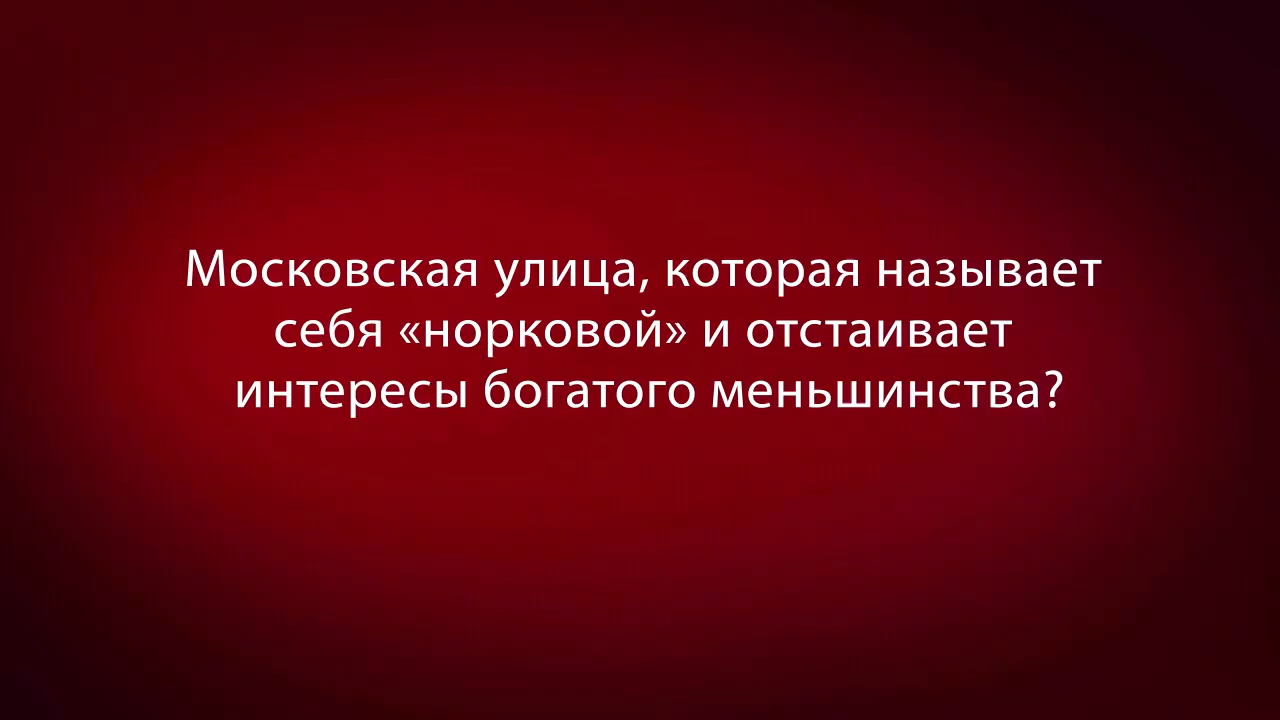 Московская улица, которая называет
себя «норковой» и отстаивает
интересы богатого меньшинства?